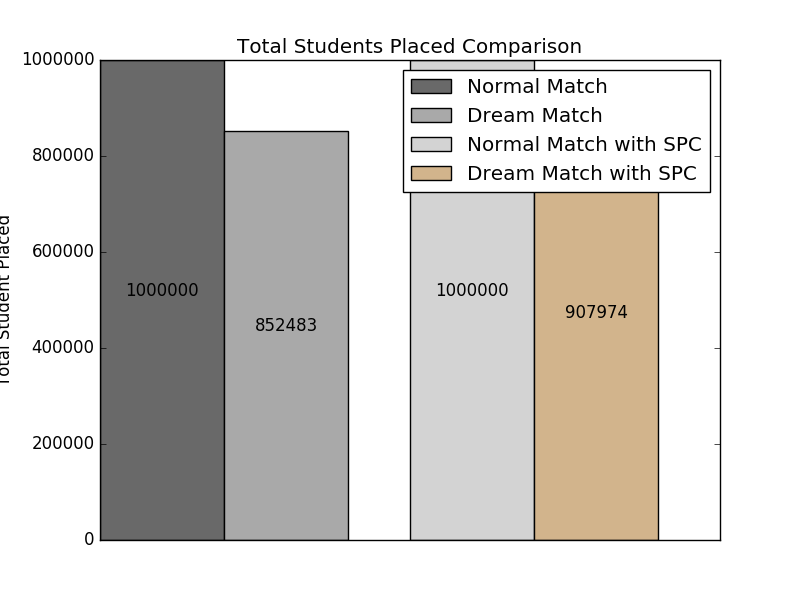 Total Students Placed Comparison
Total Student Placed
1000000
800000
600000
400000
200000
0
Normal Match
Dream Match
Normal Match with SPC
Dream Match with SPC
1000000
852483
1000000
907974